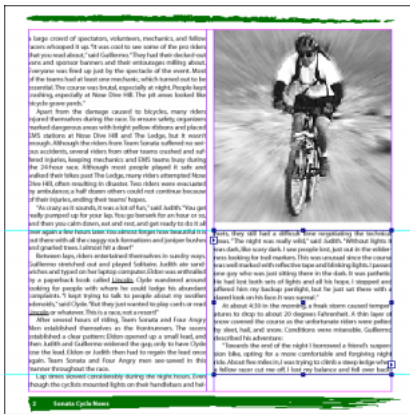 a large crowd of spectators, volunteers, mechanics, and fellow
racers whooped it up. "It was cool to see some of the pro riders
that you read about," said Guillermo. "They had their decked-out
vans and sponsor banners and their entourages milling about.
Everyone was fired up just by the spectacle of the event. Most
of the teams had at least one mechanic, which turned out to be
essential. The course was brutal, especially at night. People kept
crashing, especially at Nose Dive Hill. The pit areas looked like
bicycle grave yards."
Apart from the damage caused to bicycles, many riders
injured themselves during the race. To ensure safety, organizers
marked dangerous areas with bright yellow ribbons and placed
EMS stations at Nose Dive Hill and The Ledge, but it wasn't
enough. Although the riders from Team Sonata suffered no seri-
ous accidents, several riders from other teams crashed and suf-
fered injuries, keeping mechanics and EMS teams busy during
the 24-hour race. Although most people played it safe and
walked their bikes past The Ledge, many riders attempted Nose
Dive Hill, often resulting in disaster. Two riders were evacuated
by ambulance; a half dozen others could not continue because
of their injuries, ending their teams' hopes.
"As crazy as it sounds, it was a lot of fun," said Judith. "You get
really pumped up for your lap. You go berserk for an hour or so,
and then you calm down, eat and rest, and get ready to do it all
over again a few hours later. You almost forget how beautiful it is
out there with all the craggy rock formations and juniper bushes
and gnarled trees. I almost hit a deer!"
Between laps, riders entertained themselves in sundry ways.
Guillermo stretched out and played Solitaire. Judith ate sand-
wiches and typed on her laptop computer. Eldon was enthralled
by a paperback book called Lincoln. Clyde wandered around
looking for people with whom he could lodge his abundant
complaints. "I kept trying to talk to people about my swollen
adenoids," said Clyde. "But they just wanted to play cards or read
Lincoln or whatever. This is a race, not a resort!"
After several hours of riding, Team Sonata and Four Angry
Men established themselves as the frontrunners. The team
established a clear pattern: Eldon opened up a small lead, and
then Judith and Guillermo widened the gap, only to have Clyde
lose the lead. Eldon or Judith then had to regain the lead once
again. Team Sonata and Four Angry Men see-sawed in this
manner throughout the race.
Lap times slowed considerably during the night hours. Even
though the cyclists mounted lights on their handlebars and hel-
2 Sonata Cycle News
mets, they still had a difficult time negotiating the technical
areas. "The night was really wild," said Judith. "Without lights it
was dark, like scary dark. I saw people lost, just out in the wilder-
ness looking for trail markers. This was unusual since the course
was well marked with reflective tape and blinking lights. I passed
one guy who was just sitting there in the dark. It was pathetic.
He had lost both sets of lights and all his hope. I stopped and
offered him my backup penlight, but he just sat there with a
dazed look on his face. It was surreal."
At about 4:30 in the morning, a freak storm caused temper-
atures to drop to about 20 degrees Fahrenheit. A thin layer of
snow covered the course as the unfortunate riders were pelted
by sleet, hail, and snow. Conditions were miserable. Guillermo
described his adventure:
"Towards the end of the night I borrowed a friend's suspen-
sion bike, opting for a more comfortable and forgiving night
ride. About five miles in, I was trying to climb a steep ledge when
a fellow racer cut me off. I lost my balance and fell over back-